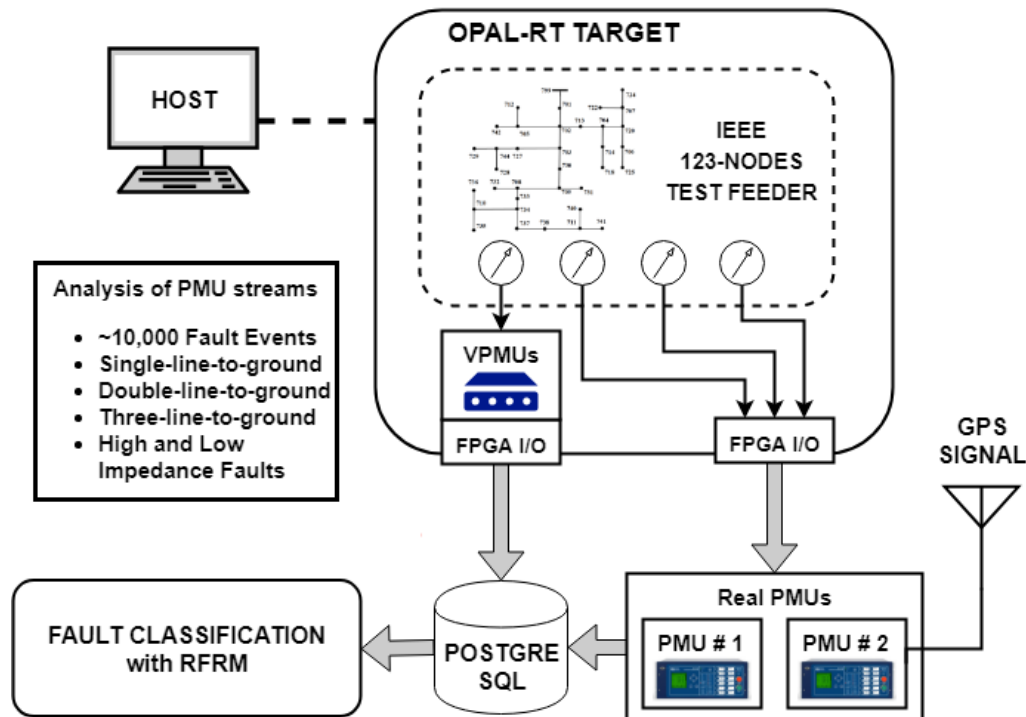 OPAL-RT TARGET
HOST
IEEE
123-NODES
TEST FEEDER
Analysis of PMU streams
• ~10,000 Fault Events
• Single-line-to-ground
• Double-line-to-ground
• Three-line-to-ground
• High and Low
Impedance Faults
VPMUs
FPGA I/O
FPGA I/O
GPS
SIGNAL
Real PMUs
PMU # 1
PMU # 2
POSTGRE
SQL
FAULT CLASSIFICATION
with RFRM